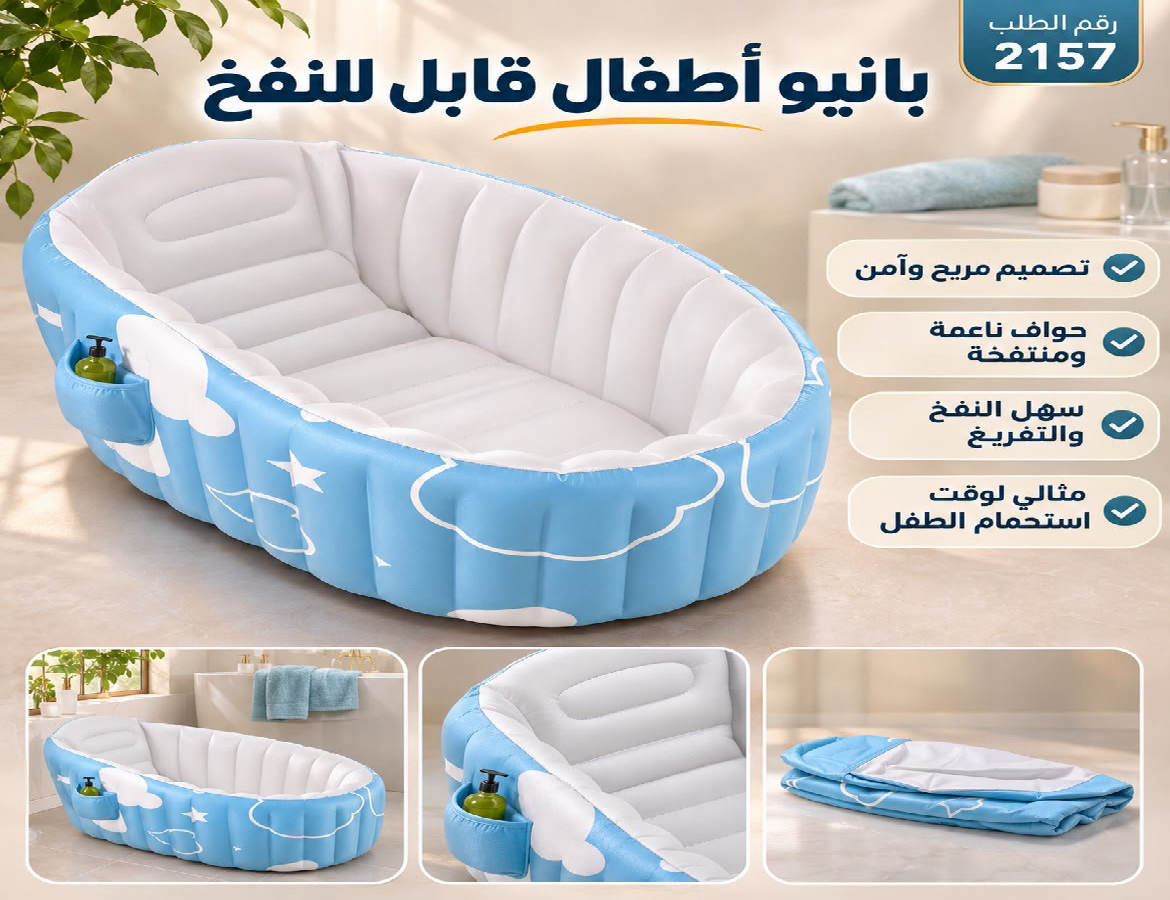 رقم الطلب
2157
بانيو أطفال قابل للنفخ
تصميم مريح وآمن
حواف ناعمة
ومنتفخة
سهل النفخ
والتفريغ
مثالي لوقت
استحمام الطفل